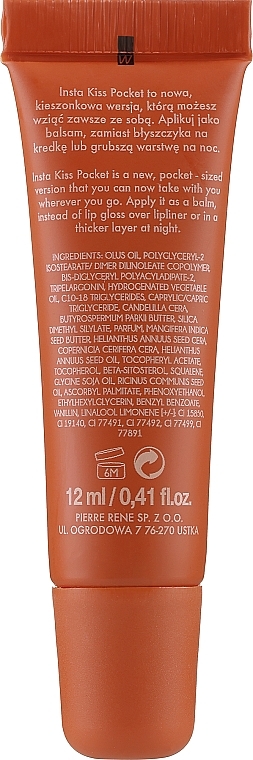 Insta Kiss Pocket to nowa,
kieszonkowa wersja, którą możesz
wziąć zawsze ze sobą. Aplikuj jako
balsam, zamiast błyszczyka na
kredkę lub grubszą warstwę na noc.
Insta Kiss Pocket is a new, pocket - sized
version that you can now take with you
wherever you go. Apply it as a balm,
instead of lip gloss over lipliner or in a
thicker layer at night.
INGREDIENTS: OLUS OIL, POLYGLYCERYL-2
ISOSTEARATE/ DIMER DILINOLEATE COPOLYMER,
BIS-DIGLYCERYL POLYACYLADIPATE-2,
TRIPELARGONIN, HYDROGENATED VEGETABLE
OIL, C10-18 TRIGLYCERIDES, CAPRYLIC/CAPRIC
TRIGLYCERIDE, CANDELILLA CERA,
BUTYROSPERMUM PARKII BUTTER, SILICA
DIMETHYL SILYLATE, PARFUM, MANGIFERA INDICA
SEED BUTTER, HELIANTHUS ANNUUS SEED CERA,
COPERNICIA CERIFERA CERA, HELIANTHUS
ANNUUS SEED OIL, TOCOPHERYL ACETATE,
TOCOPHEROL, BETA-SITOSTEROL, SQUALENE,
GLYCINE SOJA OIL, RICINUS COMMUNIS SEED
OIL, ASCORBYL PALMITATE, PHENOXYETHANOL,
ETHYLHEXYLGLYCERIN, BENZYL BENZOATE,
VANILLIN, LINALOOL LIMONENE [+/-] CI 15850,
CI 19140, CI 77491, CI 77492, CI 77499, CI
77891
6M
12 ml / 0,41 fl.oz.
PIERRE RENE SP. Z O.O.
UL. OGRODOWA 7 76-270 USTKA